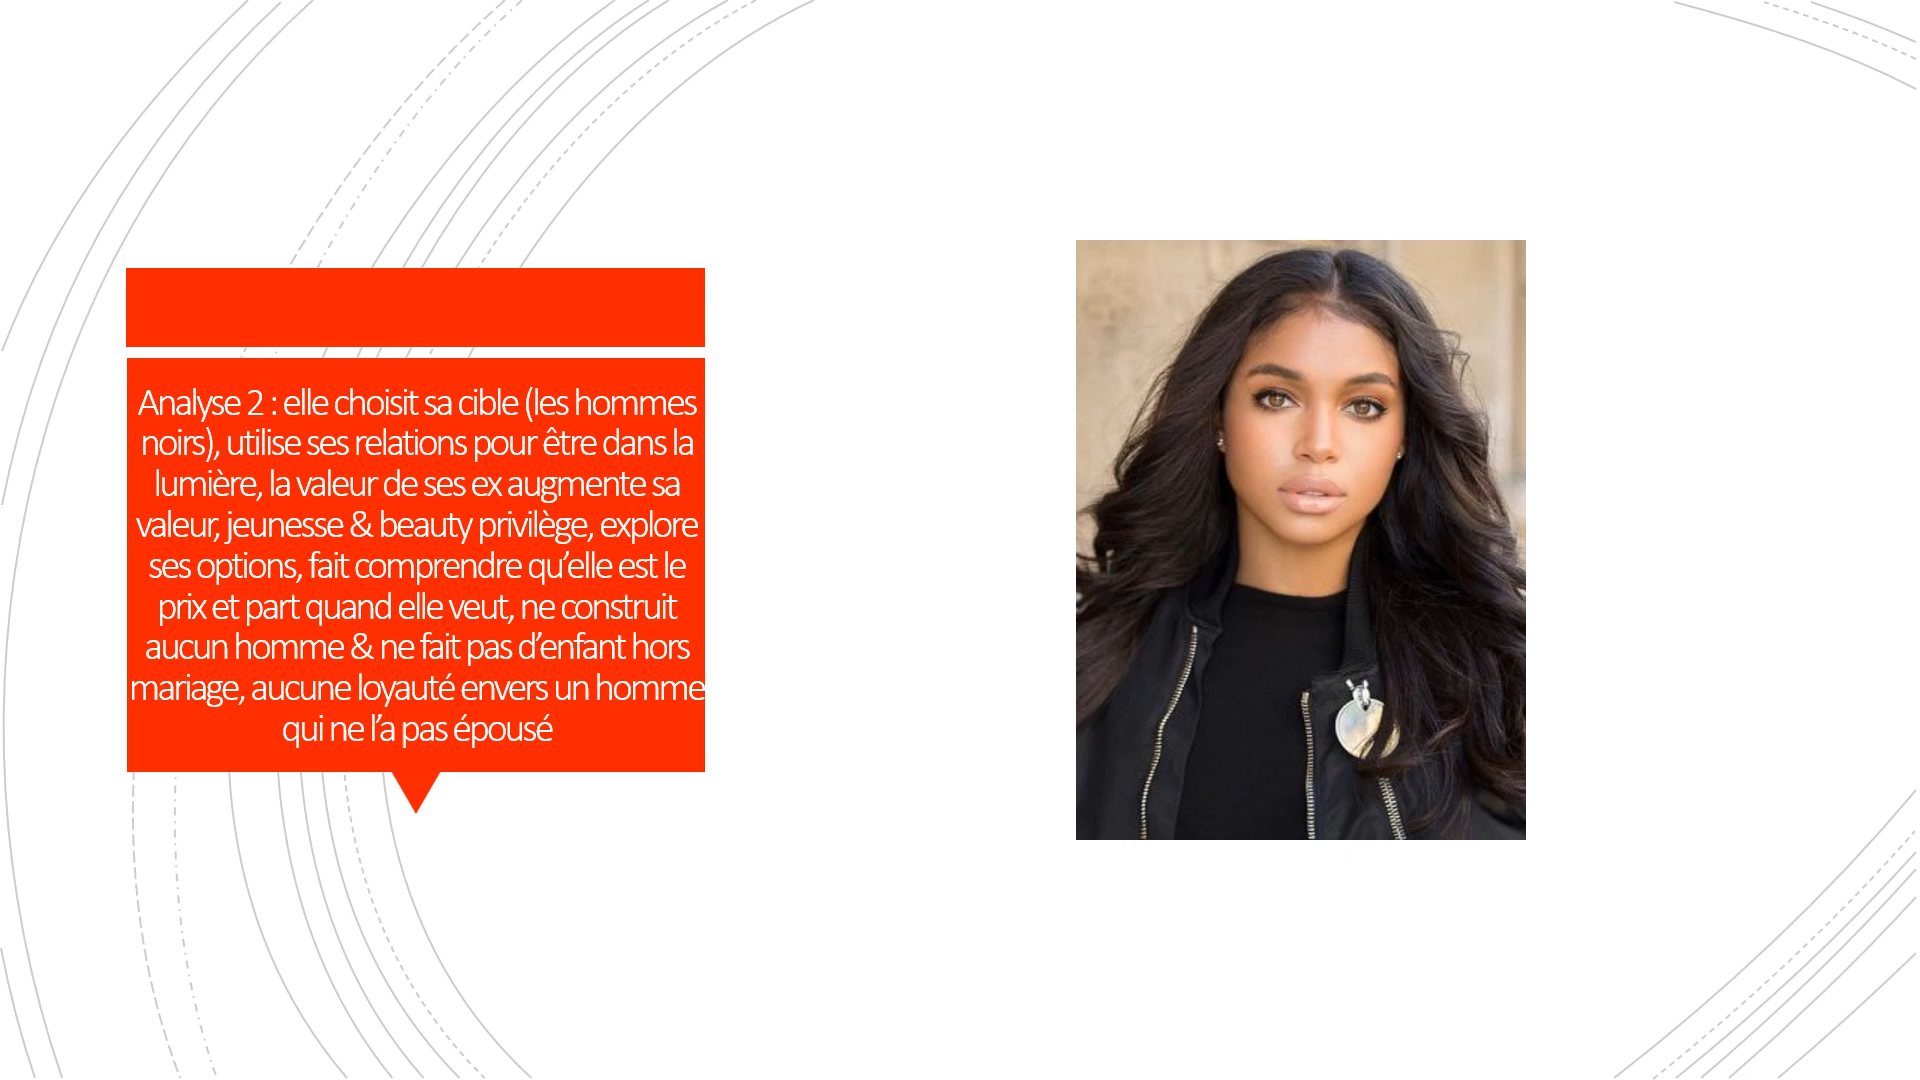 Analyse 2 : elle choisit sa cible (les hommes
noirs), utilise ses relations pour être dans la
lumière, la valeur de ses ex augmente sa
valeur, jeunesse & beauty privilège, explore
ses options, fait comprendre qu’elle est le
prix et part quand elle veut, ne construit
aucun homme & ne fait pas d’enfant hors
mariage, aucune loyauté envers un homme
qui ne l’a pas épousé